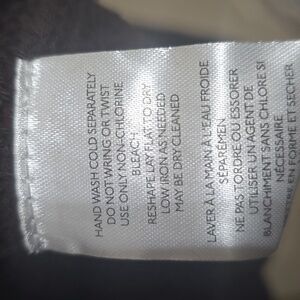 HAND WASH COLD SEPARATELY
DO NOT WRING OR TWIST
USE ONLY NON-CHLORINE
BLEACH
RESHAPE LAY FLAT TO DRY
LOW IRON AS NEEDED
MAY BE DRY CLEANED
LAVER À LA MAIN À L'EAU FROIDE
SÉPARÉMEN
NE PAS TORDRE OU ESSORER
UTILISER UN AGENT DE
BLANCHIMENT SANS CHLORE SI
NÉCESSAIRE
EN FORME ET SÉCHER